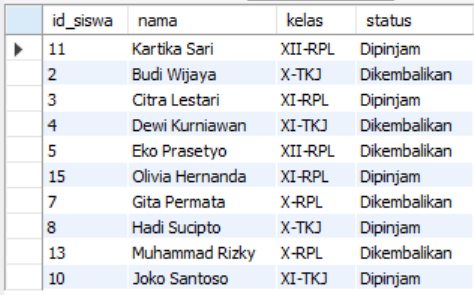 id_siswa nama kelas status
11 Kartika Sari XII-RPL Dipinjam
2 Budi Wijaya X-TKJ Dikembalikan
3 Citra Lestari XI-RPL Dipinjam
4 Dewi Kurniawan XI-TKJ Dikembalikan
5 Eko Prasetyo XII-RPL Dikembalikan
15 Olivia Hernanda XI-RPL Dipinjam
7 Gita Permata X-RPL Dikembalikan
8 Hadi Sucipto X-TKJ Dipinjam
13 Muhammad Rizky X-RPL Dikembalikan
10 Joko Santoso XI-TKJ Dipinjam